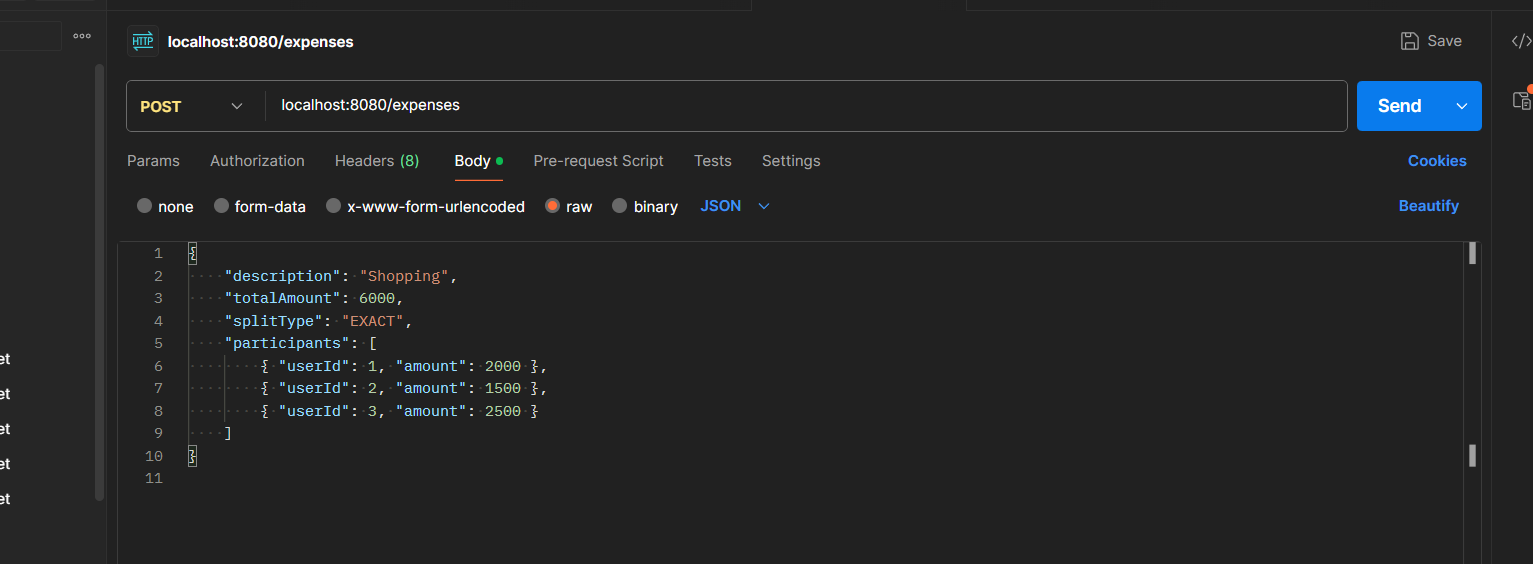 HTTP localhost:8080/expenses Save </>
POST localhost:8080/expenses Send
Params Authorization Headers (8) Body Pre-request Script Tests Settings Cookies
none form-data x-www-form-urlencoded raw binary JSON Beautify
1 {
2 "description": "Shopping",
3 "totalAmount": 6000,
4 "splitType": "EXACT",
5 "participants": [
et
6 { "userId": 1, "amount": 2000 },
7 { "userId": 2, "amount": 1500 },
et
8 { "userId": 3, "amount": 2500 }
et
9 ]
10 }
et
11
et